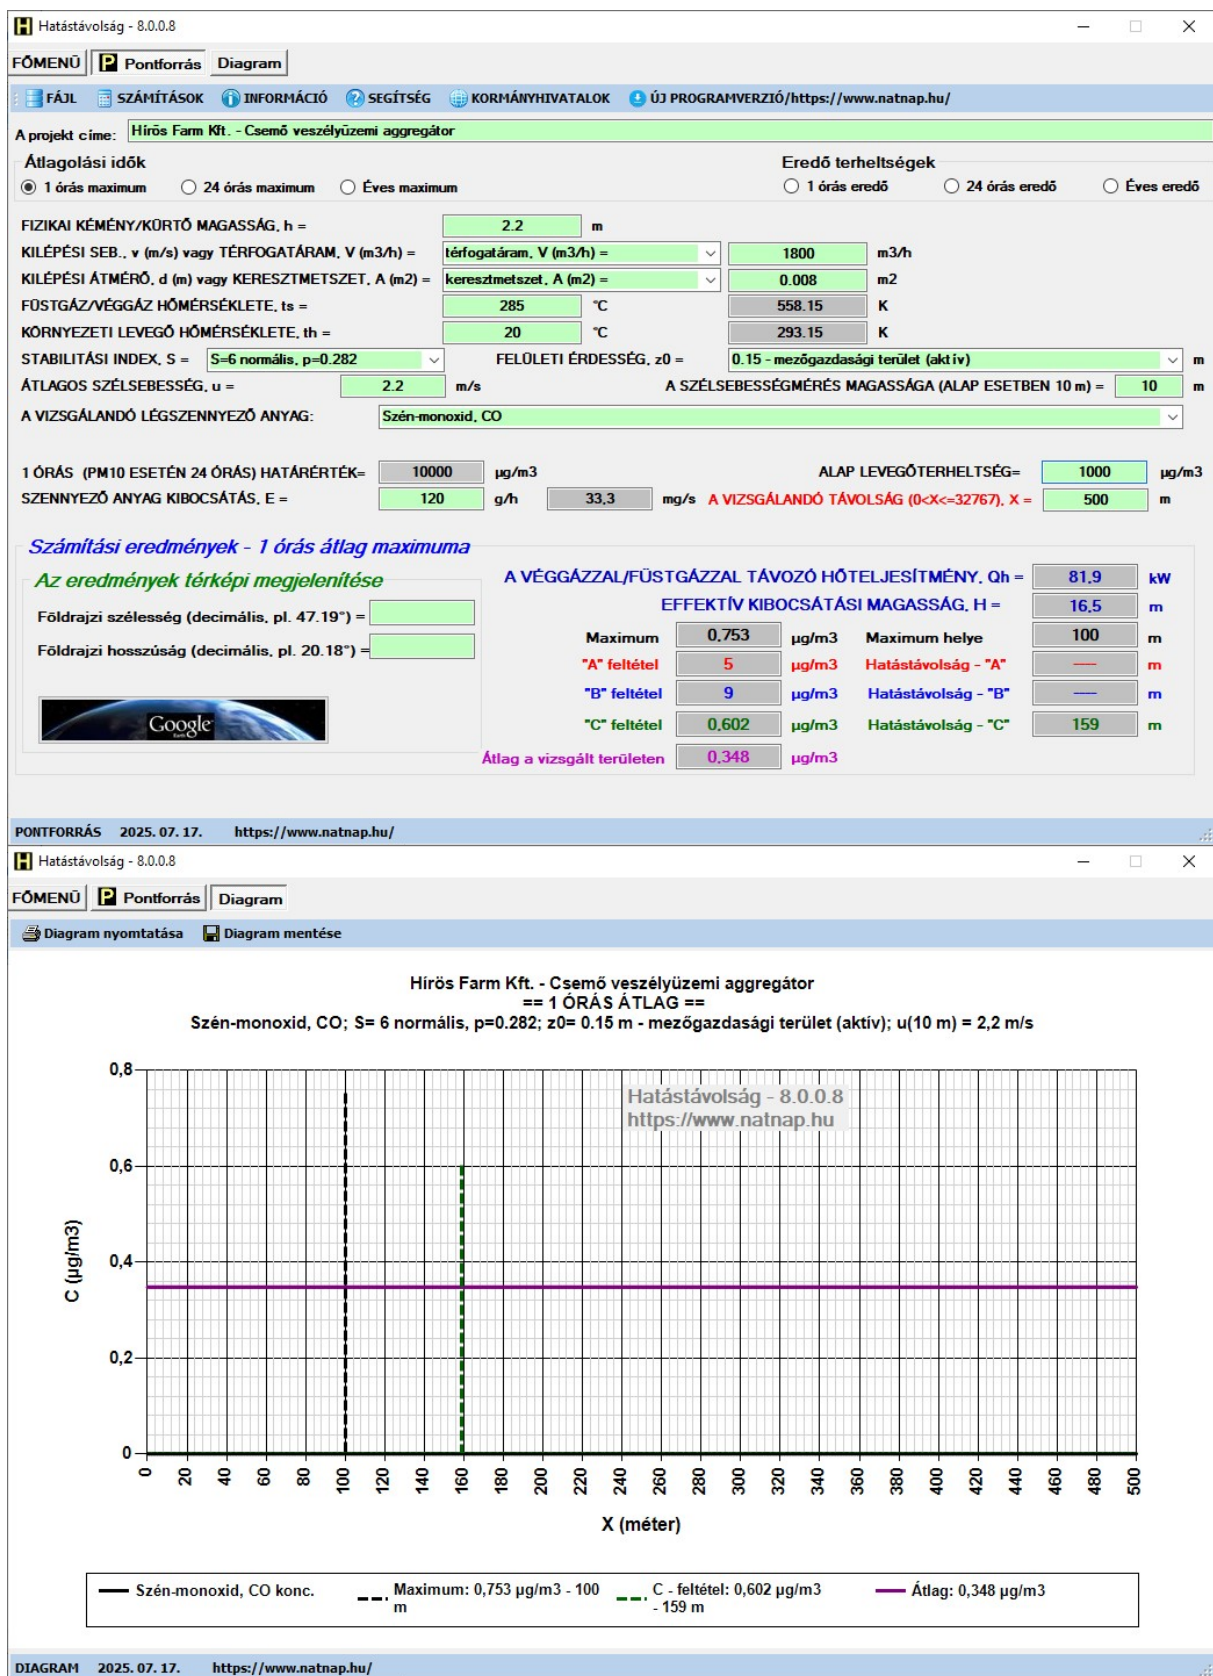 Hatástávolság - 8.0.0.8
FŐMENÜ P Pontforrás Diagram
FÁJL SZÁMÍTÁSOK INFORMÁCIÓ SEGÍTSÉG KORMÁNYHIVATALOK ÚJ PROGRAMVERZIÓ/https://www.natnap.hu/
A projekt címe: Hírös Farm Kft. - Csemő veszélyüzemi aggregátor
Átlagolási idők Eredő terheltségek
1 órás maximum 24 órás maximum Éves maximum 1 órás eredő 24 órás eredő Éves eredő
FIZIKAI KÉMÉNY/KÜRTŐ MAGASSÁG, h = 2.2 m
KILÉPÉSI SEB., v (m/s) vagy TÉRFOGATÁRAM, V (m3/h) = térfogatáram, V (m3/h) = 1800 m3/h
KILÉPÉSI ÁTMÉRŐ, d (m) vagy KERESZTMETSZET, A (m2) = keresztmetszet, A (m2) = 0.008 m2
FÜSTGÁZ/VÉGGÁZ HŐMÉRSÉKLETE, ts = 285 °C 558.15 K
KÖRNYEZETI LEVEGŐ HŐMÉRSÉKLETE, th = 20 °C 293.15 K
STABILITÁSI INDEX, S = S=6 normális, p=0.282 FELÜLETI ÉRDESSÉG, z0 = 0.15 - mezőgazdasági terület (aktív) m
ÁTLAGOS SZÉLSEBESSÉG, u = 2.2 m/s A SZÉLSEBESSÉGMÉRÉS MAGASSÁGA (ALAP ESETBEN 10 m) = 10 m
A VIZSGÁLANDÓ LÉGSZENNYEZŐ ANYAG: Szén-monoxid, CO
1 ÓRÁS (PM10 ESETÉN 24 ÓRÁS) HATÁRÉRTÉK= 10000 µg/m3 ALAP LEVEGŐTERHELTSÉG= 1000 µg/m3
SZENNYEZŐ ANYAG KIBOCSÁTÁS, E = 120 g/h 33,3 mg/s A VIZSGÁLANDÓ TÁVOLSÁG (0<X<=32767), X = 500 m
Számítási eredmények - 1 órás átlag maximuma
Az eredmények térképi megjelenítése
A VÉGGÁZZAL/FÜSTGÁZZAL TÁVOZÓ HŐTELJESÍTMÉNY, Qh = 81,9 kW
Földrajzi szélesség (decimális, pl. 47.19°) =
EFFEKTÍV KIBOCSÁTÁSI MAGASSÁG, H = 16,5 m
Földrajzi hosszúság (decimális, pl. 20.18°) =
Maximum 0,753 µg/m3 Maximum helye 100 m
"A" feltétel 5 µg/m3 Hatástávolság - "A" ---- m
"B" feltétel 9 µg/m3 Hatástávolság - "B" ---- m
Google Earth
"C" feltétel 0,602 µg/m3 Hatástávolság - "C" 159 m
Átlag a vizsgált területen 0,348 µg/m3
PONTFORRÁS 2025. 07. 17. https://www.natnap.hu/
Hatástávolság - 8.0.0.8
FŐMENÜ P Pontforrás Diagram
Diagram nyomtatása Diagram mentése
Hírös Farm Kft. - Csemő veszélyüzemi aggregátor
== 1 ÓRÁS ÁTLAG ==
Szén-monoxid, CO; S= 6 normális, p=0.282; z0= 0.15 m - mezőgazdasági terület (aktív); u(10 m) = 2,2 m/s
Hatástávolság - 8.0.0.8
https://www.natnap.hu
C (µg/m3)
0,8
0,6
0,4
0,2
0
0 20 40 60 80 100 120 140 160 180 200 220 240 260 280 300 320 340 360 380 400 420 440 460 480 500
X (méter)
Szén-monoxid, CO konc. Maximum: 0,753 µg/m3 - 100 m C - feltétel: 0,602 µg/m3 - 159 m Átlag: 0,348 µg/m3
DIAGRAM 2025. 07. 17. https://www.natnap.hu/